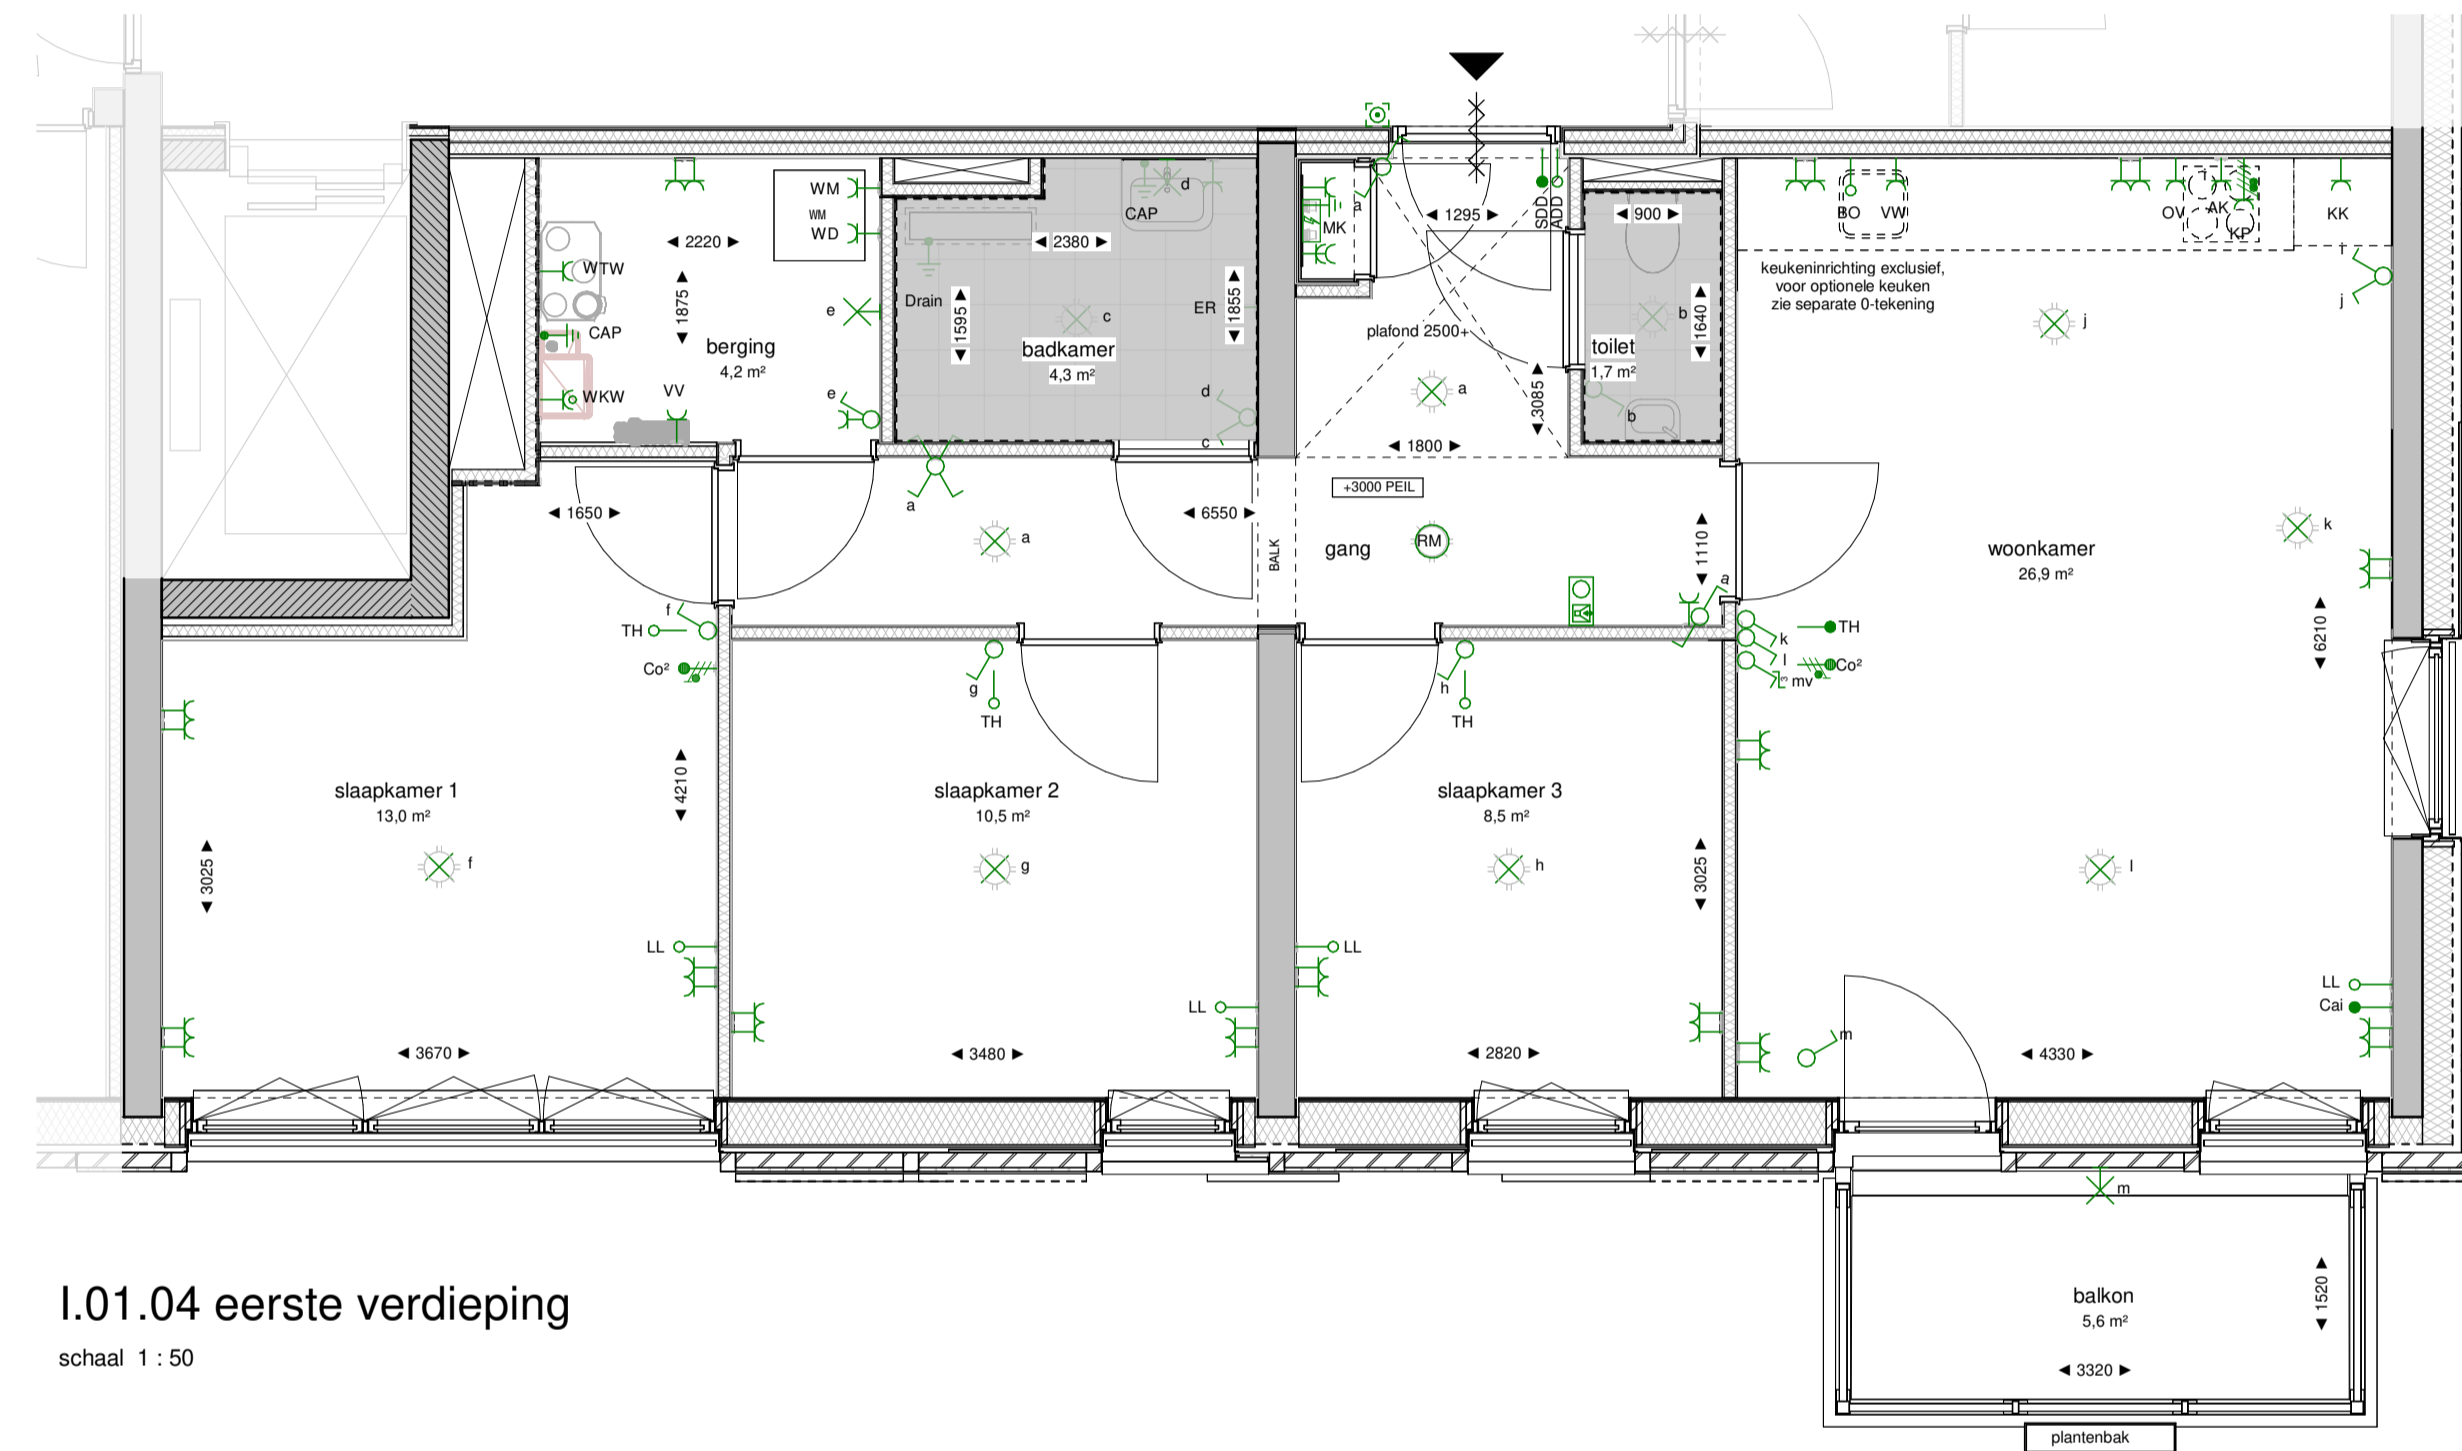 WM
WM
WD
WTW
CAP
WKW
VV
2220
1875
e
e
berging
4,2 m²
Drain
2380
1595
1855
CAP
d
c
ER
badkamer
4,3 m²
d
c
a
MK
1295
SDD
ADD
plafond 2500+
a
3085
1800
900
b
1640
toilet
1,7 m²
b
BO
VW
OV
AK
KP
KK
keukeninrichting exclusief,
voor optionele keuken
zie separate 0-tekening
j
l
j
1650
a
a
6550
BALK
+3000 PEIL
gang
RM
1110
a
woonkamer
26,9 m²
k
6210
f
TH
Co²
g
TH
h
TH
k
l
mv
TH
Co²
slaapkamer 1
13,0 m²
f
4210
3025
LL
3670
slaapkamer 2
10,5 m²
g
LL
3480
slaapkamer 3
8,5 m²
h
3025
LL
2820
l
LL
Cai
m
4330
m
balkon
5,6 m²
1520
3320
plantenbak
I.01.04 eerste verdieping
schaal 1 : 50